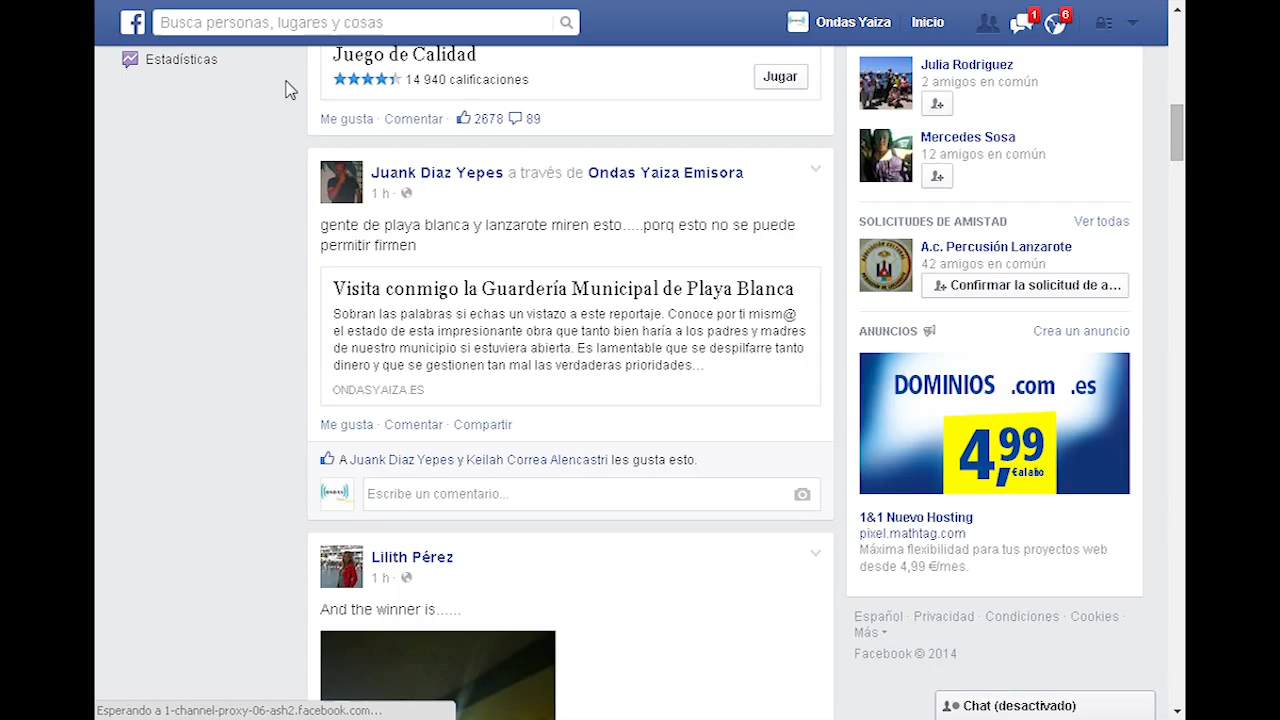 Busca personas, lugares y cosas
Ondas Yaiza
Inicio
1
6
Estadísticas
Juego de Calidad
14 940 calificaciones
Jugar
Me gusta · Comentar · 2678 89
Juank Diaz Yepes a través de Ondas Yaiza Emisora
1 h ·
gente de playa blanca y lanzarote miren esto.....porq esto no se puede
permitir firmen
Visita conmigo la Guardería Municipal de Playa Blanca
Sobran las palabras si echas un vistazo a este reportaje. Conoce por ti mism@
el estado de esta impresionante obra que tanto bien haría a los padres y madres
de nuestro municipio si estuviera abierta. Es lamentable que se despilfarre tanto
dinero y que se gestionen tan mal las verdaderas prioridades...
ONDASYAIZA.ES
Me gusta · Comentar · Compartir
A Juank Diaz Yepes y Keilah Correa Alencastri les gusta esto.
Escribe un comentario...
Lilith Pérez
1 h ·
And the winner is......
Julia Rodriguez
2 amigos en común
Mercedes Sosa
12 amigos en común
SOLICITUDES DE AMISTAD
Ver todas
A.c. Percusión Lanzarote
42 amigos en común
Confirmar la solicitud de a...
ANUNCIOS
Crea un anuncio
DOMINIOS .com .es
4,99
€ al año
1&1 Nuevo Hosting
pixel.mathtag.com
Máxima flexibilidad para tus proyectos web
desde 4,99 €/mes.
Español · Privacidad · Condiciones · Cookies ·
Más
Facebook © 2014
Chat (desactivado)
Esperando a 1-channel-proxy-06-ash2.facebook.com...